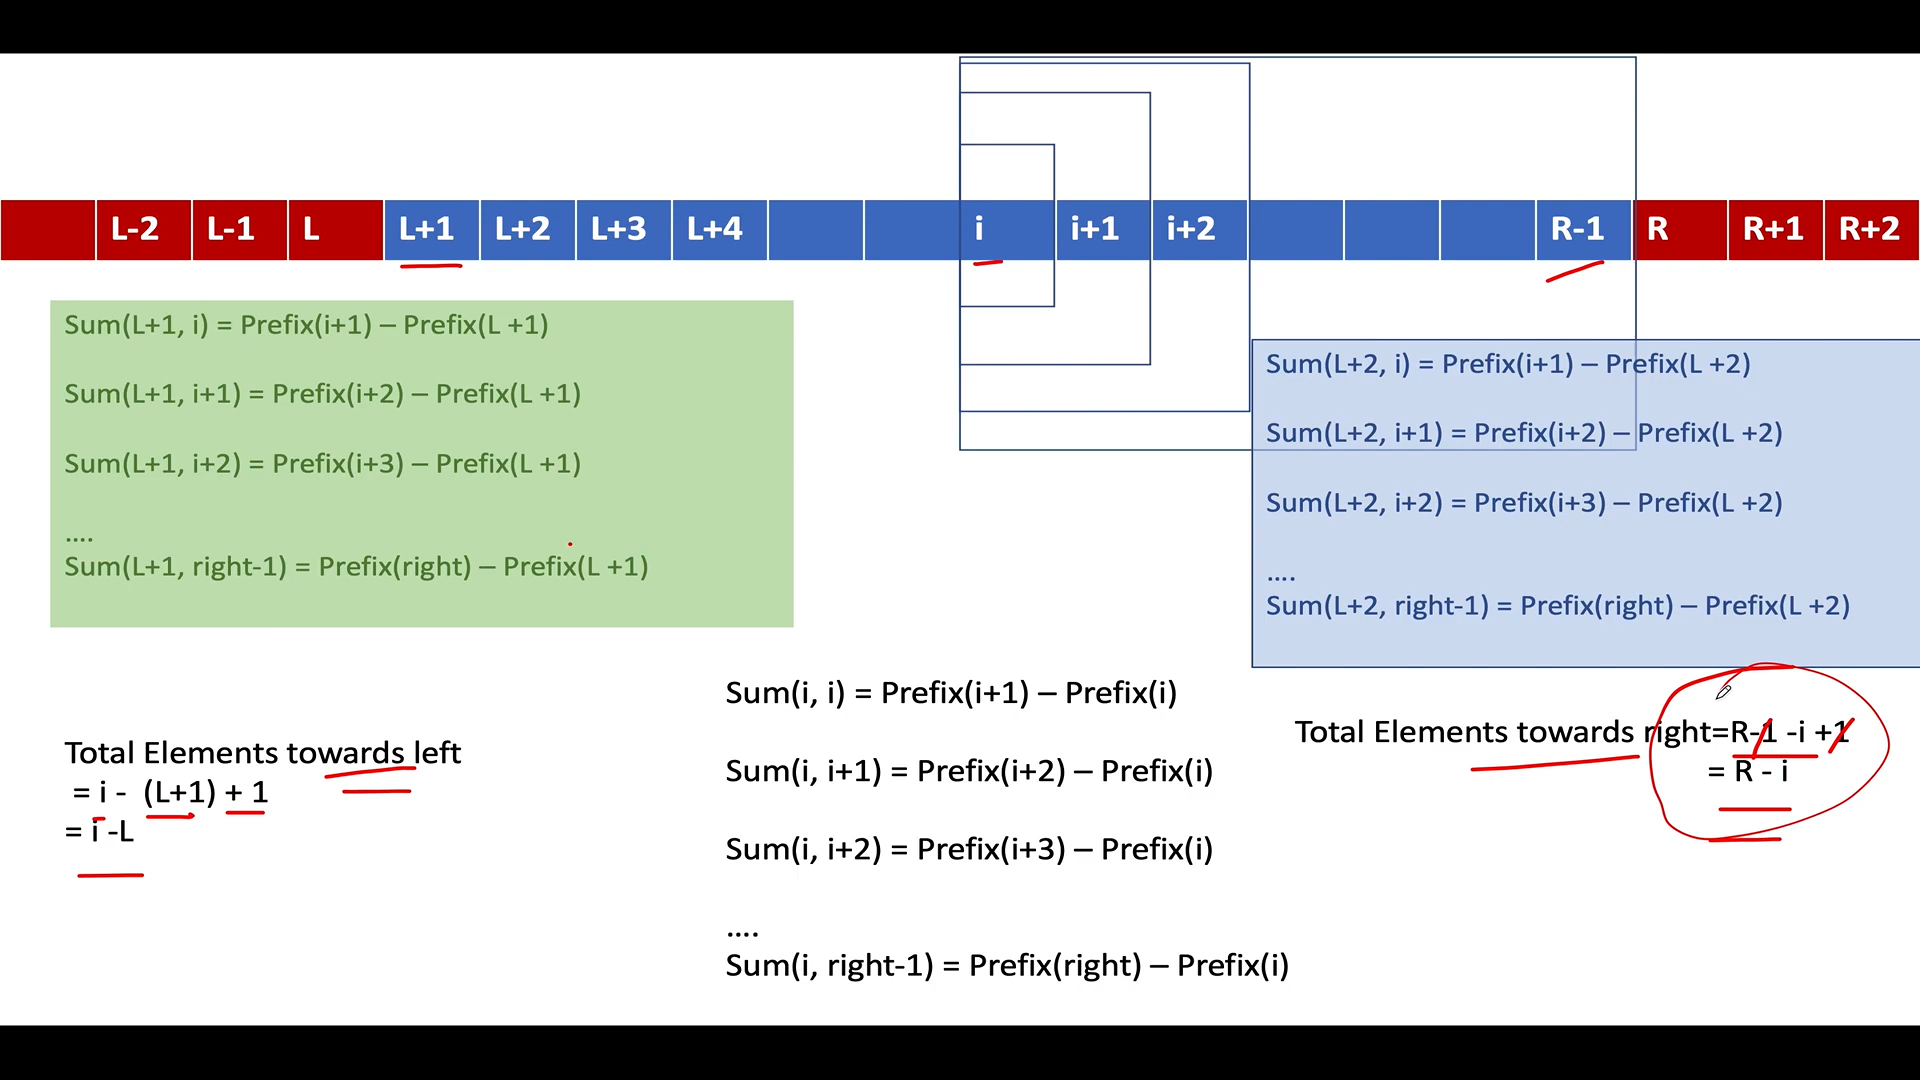 L-2 L-1 L L+1 L+2 L+3 L+4 i i+1 i+2 R-1 R R+1 R+2
Sum(L+1, i) = Prefix(i+1) – Prefix(L +1)
Sum(L+1, i+1) = Prefix(i+2) – Prefix(L +1)
Sum(L+1, i+2) = Prefix(i+3) – Prefix(L +1)
....
Sum(L+1, right-1) = Prefix(right) – Prefix(L +1)
Sum(L+2, i) = Prefix(i+1) – Prefix(L +2)
Sum(L+2, i+1) = Prefix(i+2) – Prefix(L +2)
Sum(L+2, i+2) = Prefix(i+3) – Prefix(L +2)
....
Sum(L+2, right-1) = Prefix(right) – Prefix(L +2)
Total Elements towards left
= i - (L+1) + 1
= i -L
Sum(i, i) = Prefix(i+1) – Prefix(i)
Sum(i, i+1) = Prefix(i+2) – Prefix(i)
Sum(i, i+2) = Prefix(i+3) – Prefix(i)
....
Sum(i, right-1) = Prefix(right) – Prefix(i)
Total Elements towards right=R-1 -i +1
= R - i